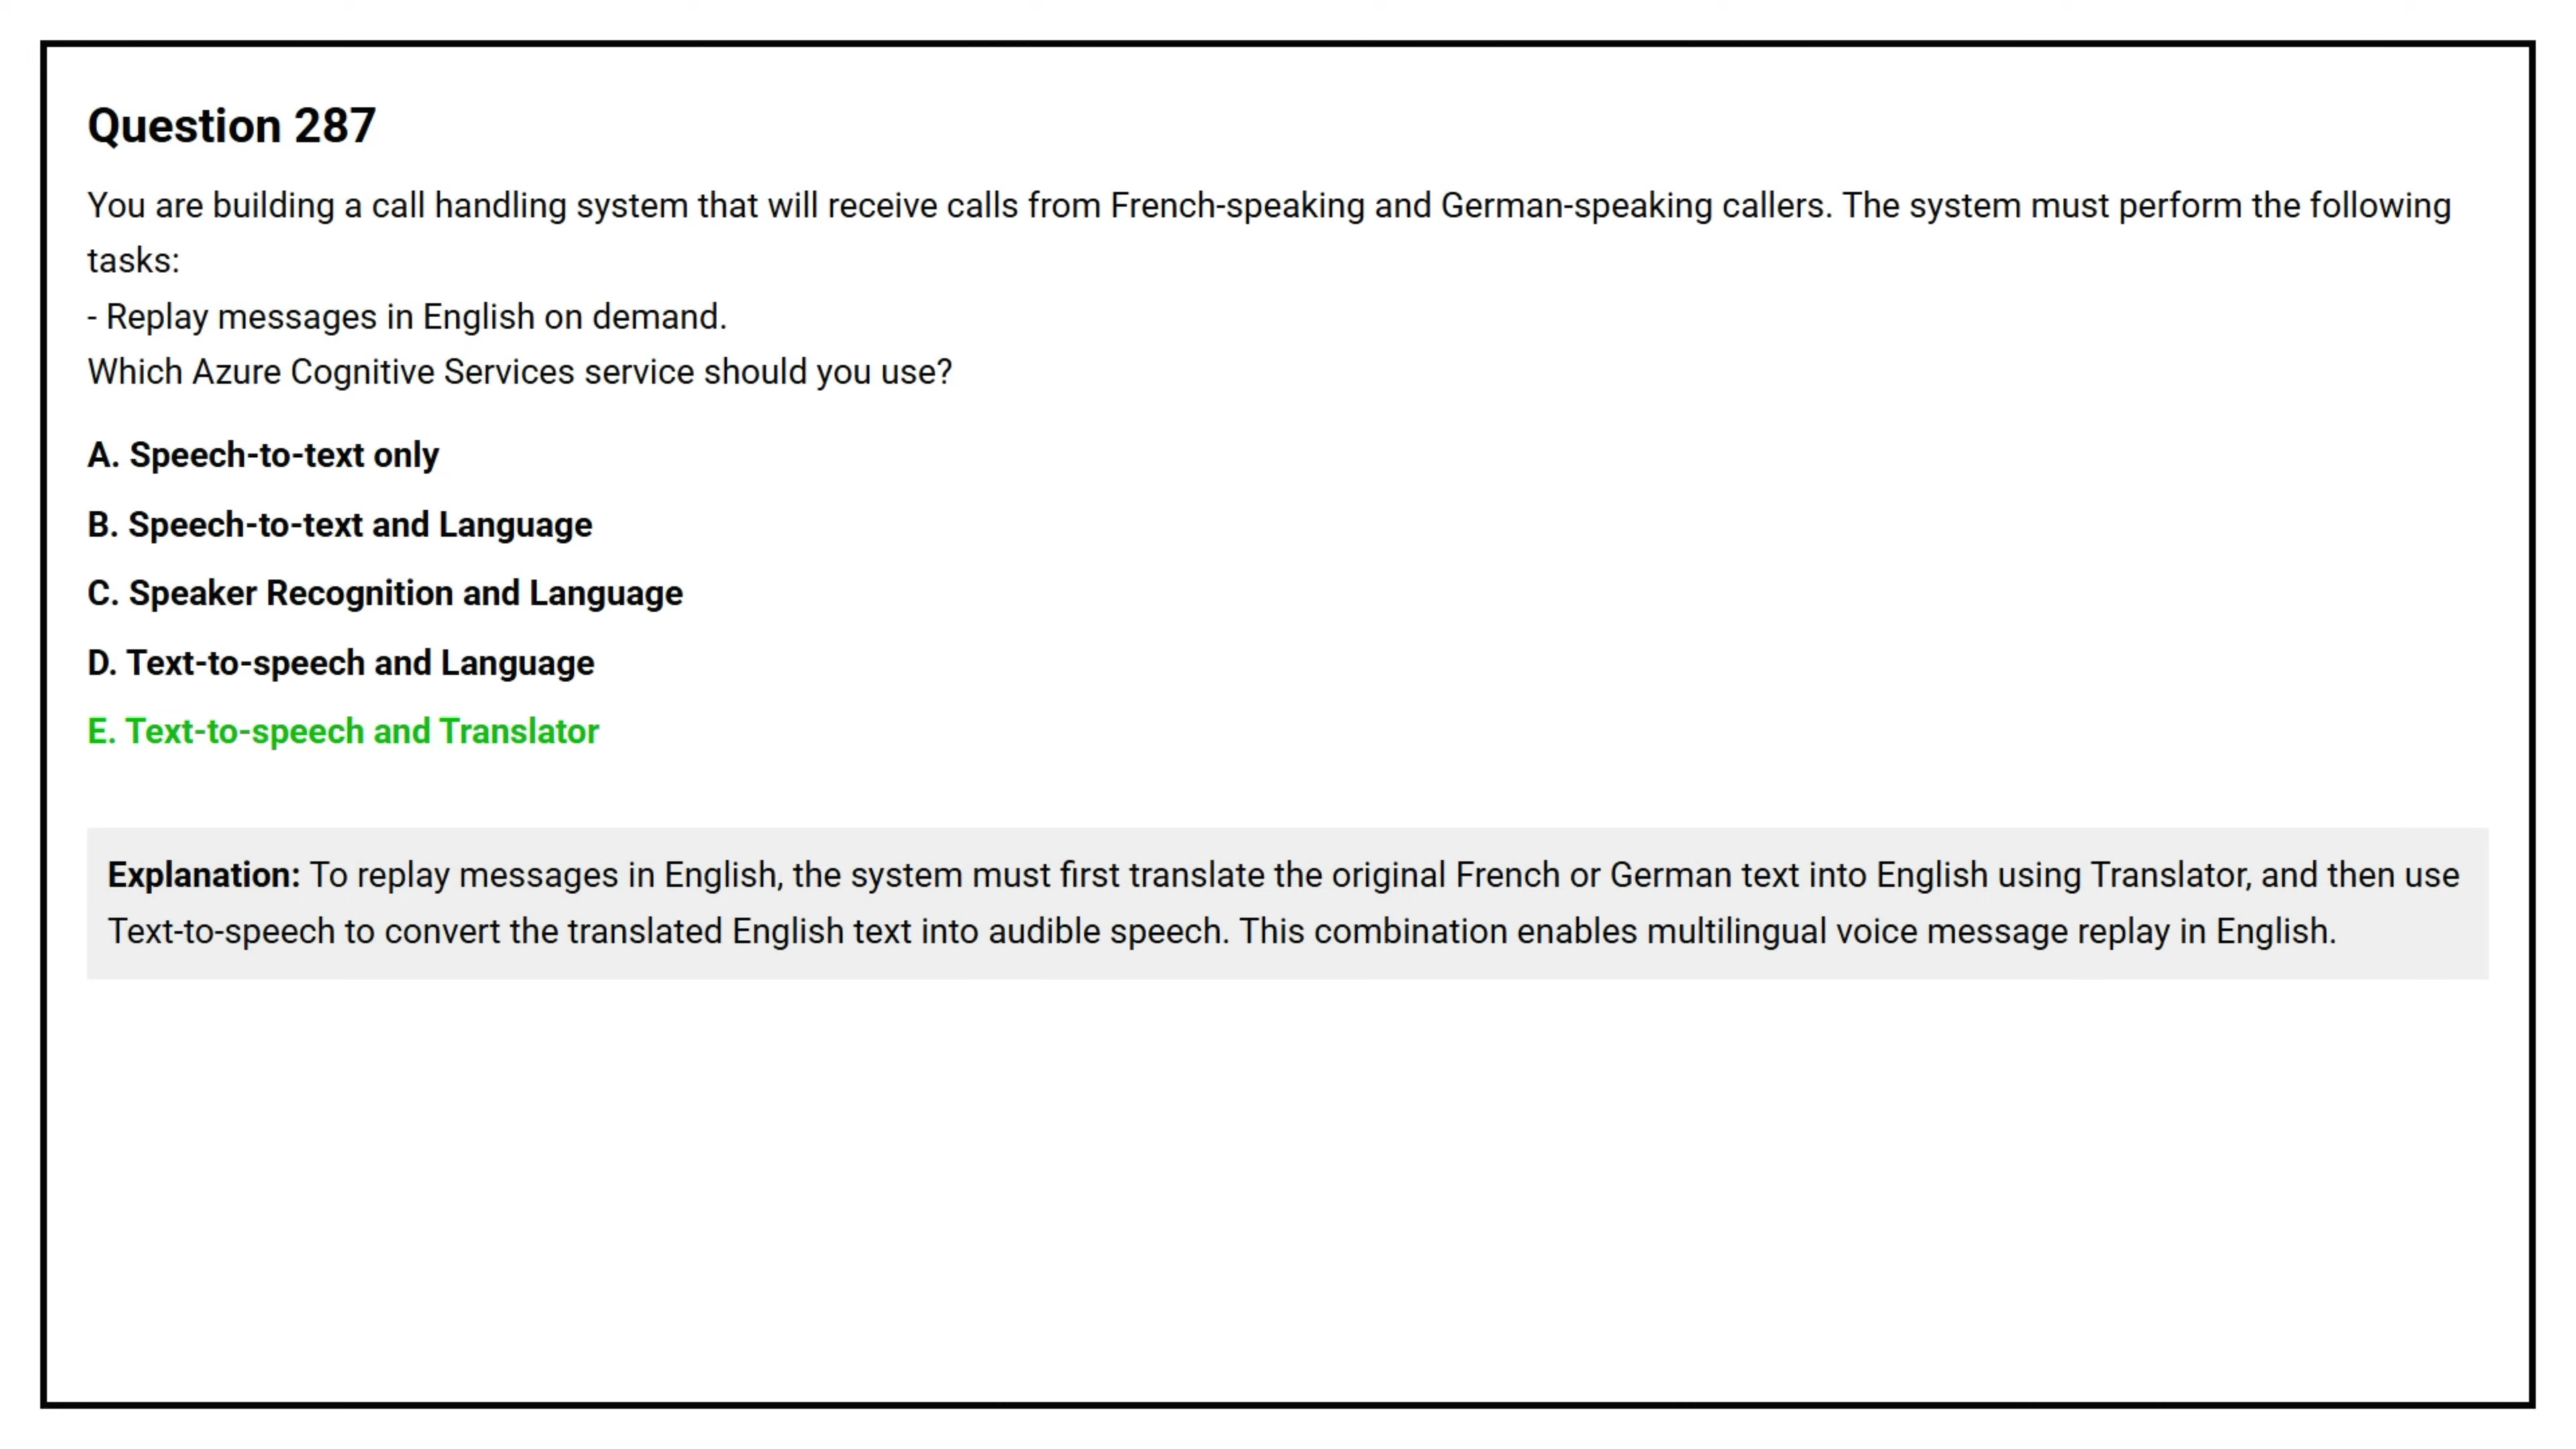 Question 287
You are building a call handling system that will receive calls from French-speaking and German-speaking callers. The system must perform the following
tasks:
- Replay messages in English on demand.
Which Azure Cognitive Services service should you use?
A. Speech-to-text only
B. Speech-to-text and Language
C. Speaker Recognition and Language
D. Text-to-speech and Language
E. Text-to-speech and Translator
Explanation: To replay messages in English, the system must first translate the original French or German text into English using Translator, and then use
Text-to-speech to convert the translated English text into audible speech. This combination enables multilingual voice message replay in English.